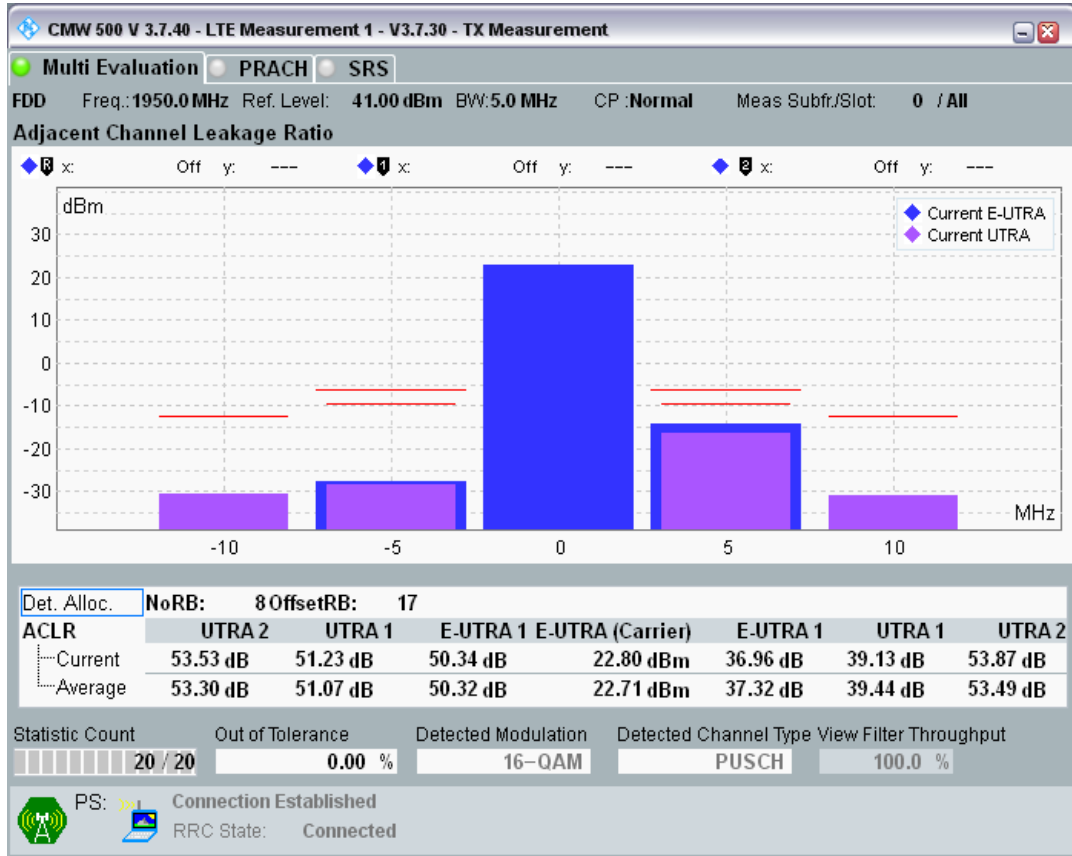 CMW 500 V 3.7.40 - LTE Measurement 1 - V3.7.30 - TX Measurement
Multi Evaluation PRACH SRS
FDD Freq.: 1950.0 MHz Ref. Level: 41.00 dBm BW: 5.0 MHz CP : Normal Meas Subfr./Slot: 0 / All
Adjacent Channel Leakage Ratio
R x: Off y: --- 1 x: Off y: --- 2 x: Off y: ---
dBm
Current E-UTRA
Current UTRA
30
20
10
0
-10
-20
-30
MHz
-10 -5 0 5 10
Det. Alloc. NoRB: 8 OffsetRB: 17
ACLR UTRA 2 UTRA 1 E-UTRA 1 E-UTRA (Carrier) E-UTRA 1 UTRA 1 UTRA 2
Current 53.53 dB 51.23 dB 50.34 dB 22.80 dBm 36.96 dB 39.13 dB 53.87 dB
Average 53.30 dB 51.07 dB 50.32 dB 22.71 dBm 37.32 dB 39.44 dB 53.49 dB
Statistic Count Out of Tolerance Detected Modulation Detected Channel Type View Filter Throughput
20 / 20 0.00 % 16-QAM PUSCH 100.0 %
PS: Connection Established
RRC State: Connected